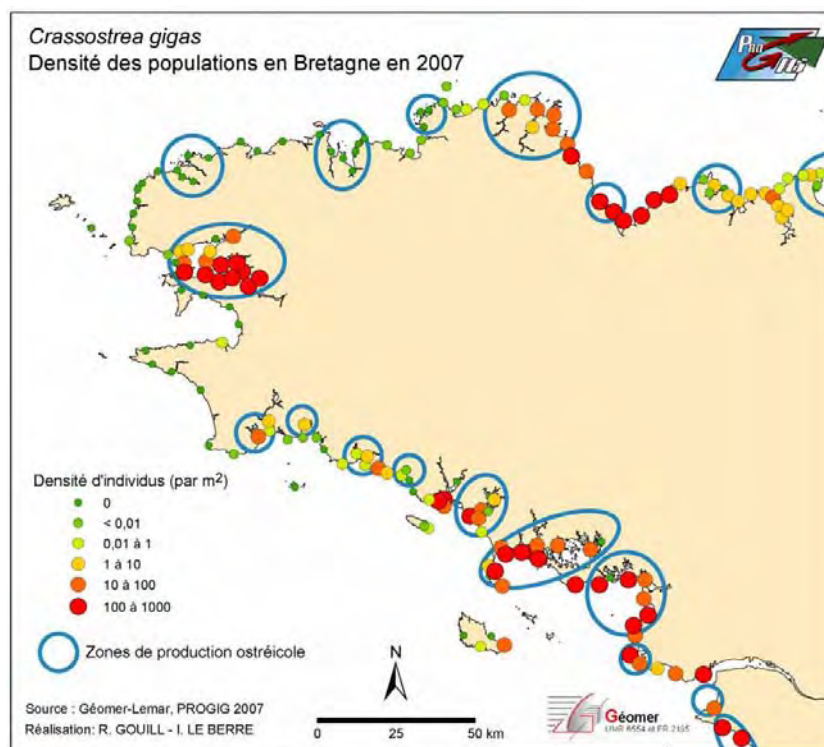 Crassostrea gigas
Densité des populations en Bretagne en 2007
Densité d'individus (par m²)
0
< 0,01
0,01 à 1
1 à 10
10 à 100
100 à 1000
Zones de production ostréicole
N
Source : Géomer-Lemar, PROGIG 2007
Réalisation: R. GOUILL - I. LE BERRE
0 25 50 km
Géomer